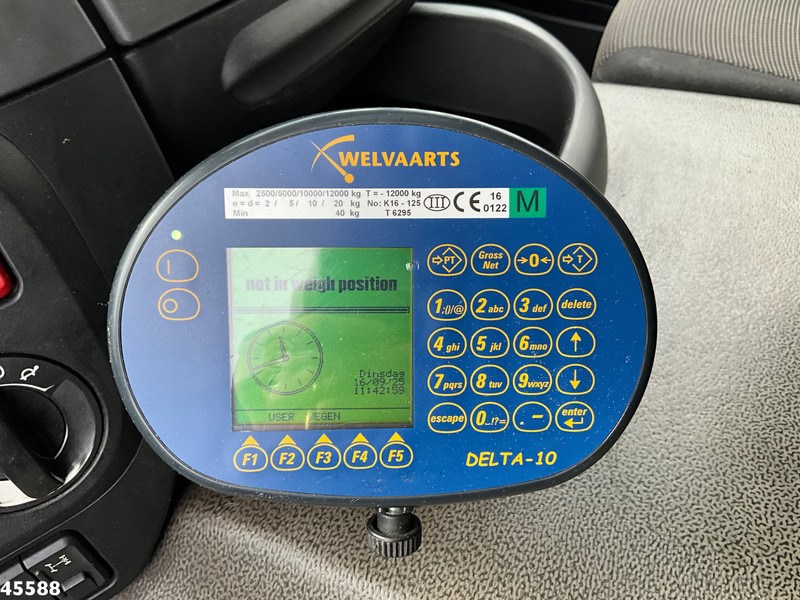 WELVAARTS
Max 2500/5000/10000/12000 kg T = - 12000 kg
e = d = 2 / 5 / 10 / 20 kg No: K16 - 125
Min 40 kg T 6295
III CE 16 0122 M
not in weigh position
Dinsdag
16/09/25
11:42:59
USER WEGEN
F1 F2 F3 F4 F5
PT Gross Net 0 T
1 ;()/@ 2 abc 3 def delete
4 ghi 5 jkl 6 mno
7 pqrs 8 tuv 9 wxyz
escape 0 _.!?= . - enter
DELTA-10
45588